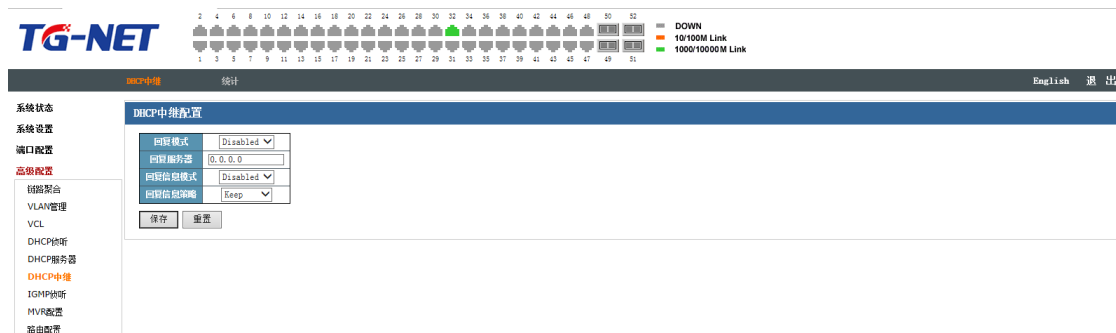 TG-NET
2 4 6 8 10 12 14 16 18 20 22 24 26 28 30 32 34 36 38 40 42 44 46 48 50 52
1 3 5 7 9 11 13 15 17 19 21 23 25 27 29 31 33 35 37 39 41 43 45 47 49 51
DOWN
10/100M Link
1000/10000M Link
DHCP中继 统计 English 退 出
系统状态
系统设置
端口配置
高级配置
链路聚合
VLAN管理
VCL
DHCP侦听
DHCP服务器
DHCP中继
IGMP侦听
MVR配置
路由配置
DHCP中继配置
回复模式 Disabled
回复服务器 0.0.0.0
回复信息模式 Disabled
回复信息策略 Keep
保存 重置